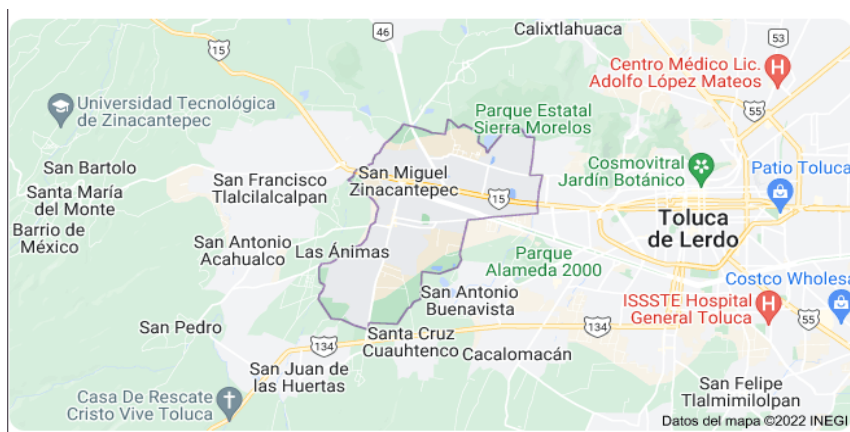 Calixtlahuaca
46
53
15
Centro Médico Lic.
Adolfo López Mateos
Universidad Tecnológica
de Zinacantepec
Parque Estatal
Sierra Morelos
55
San Bartolo
San Miguel
Zinacantepec
Cosmovitral
Jardín Botánico
Patio Toluca
Santa María
del Monte
San Francisco
Tlalcilalcalpan
15
Barrio de
México
Toluca
de Lerdo
San Antonio
Acahualco
Las Ánimas
Parque
Alameda 2000
Costco Wholesa
San Antonio
Buenavista
ISSSTE Hospital
General Toluca
55
San Pedro
134
134
Santa Cruz
Cuauhtenco
Cacalomacán
San Juan de
las Huertas
San Felipe
Tlalmimilolpan
Casa De Rescate
Cristo Vive Toluca
Datos del mapa ©2022 INEGI